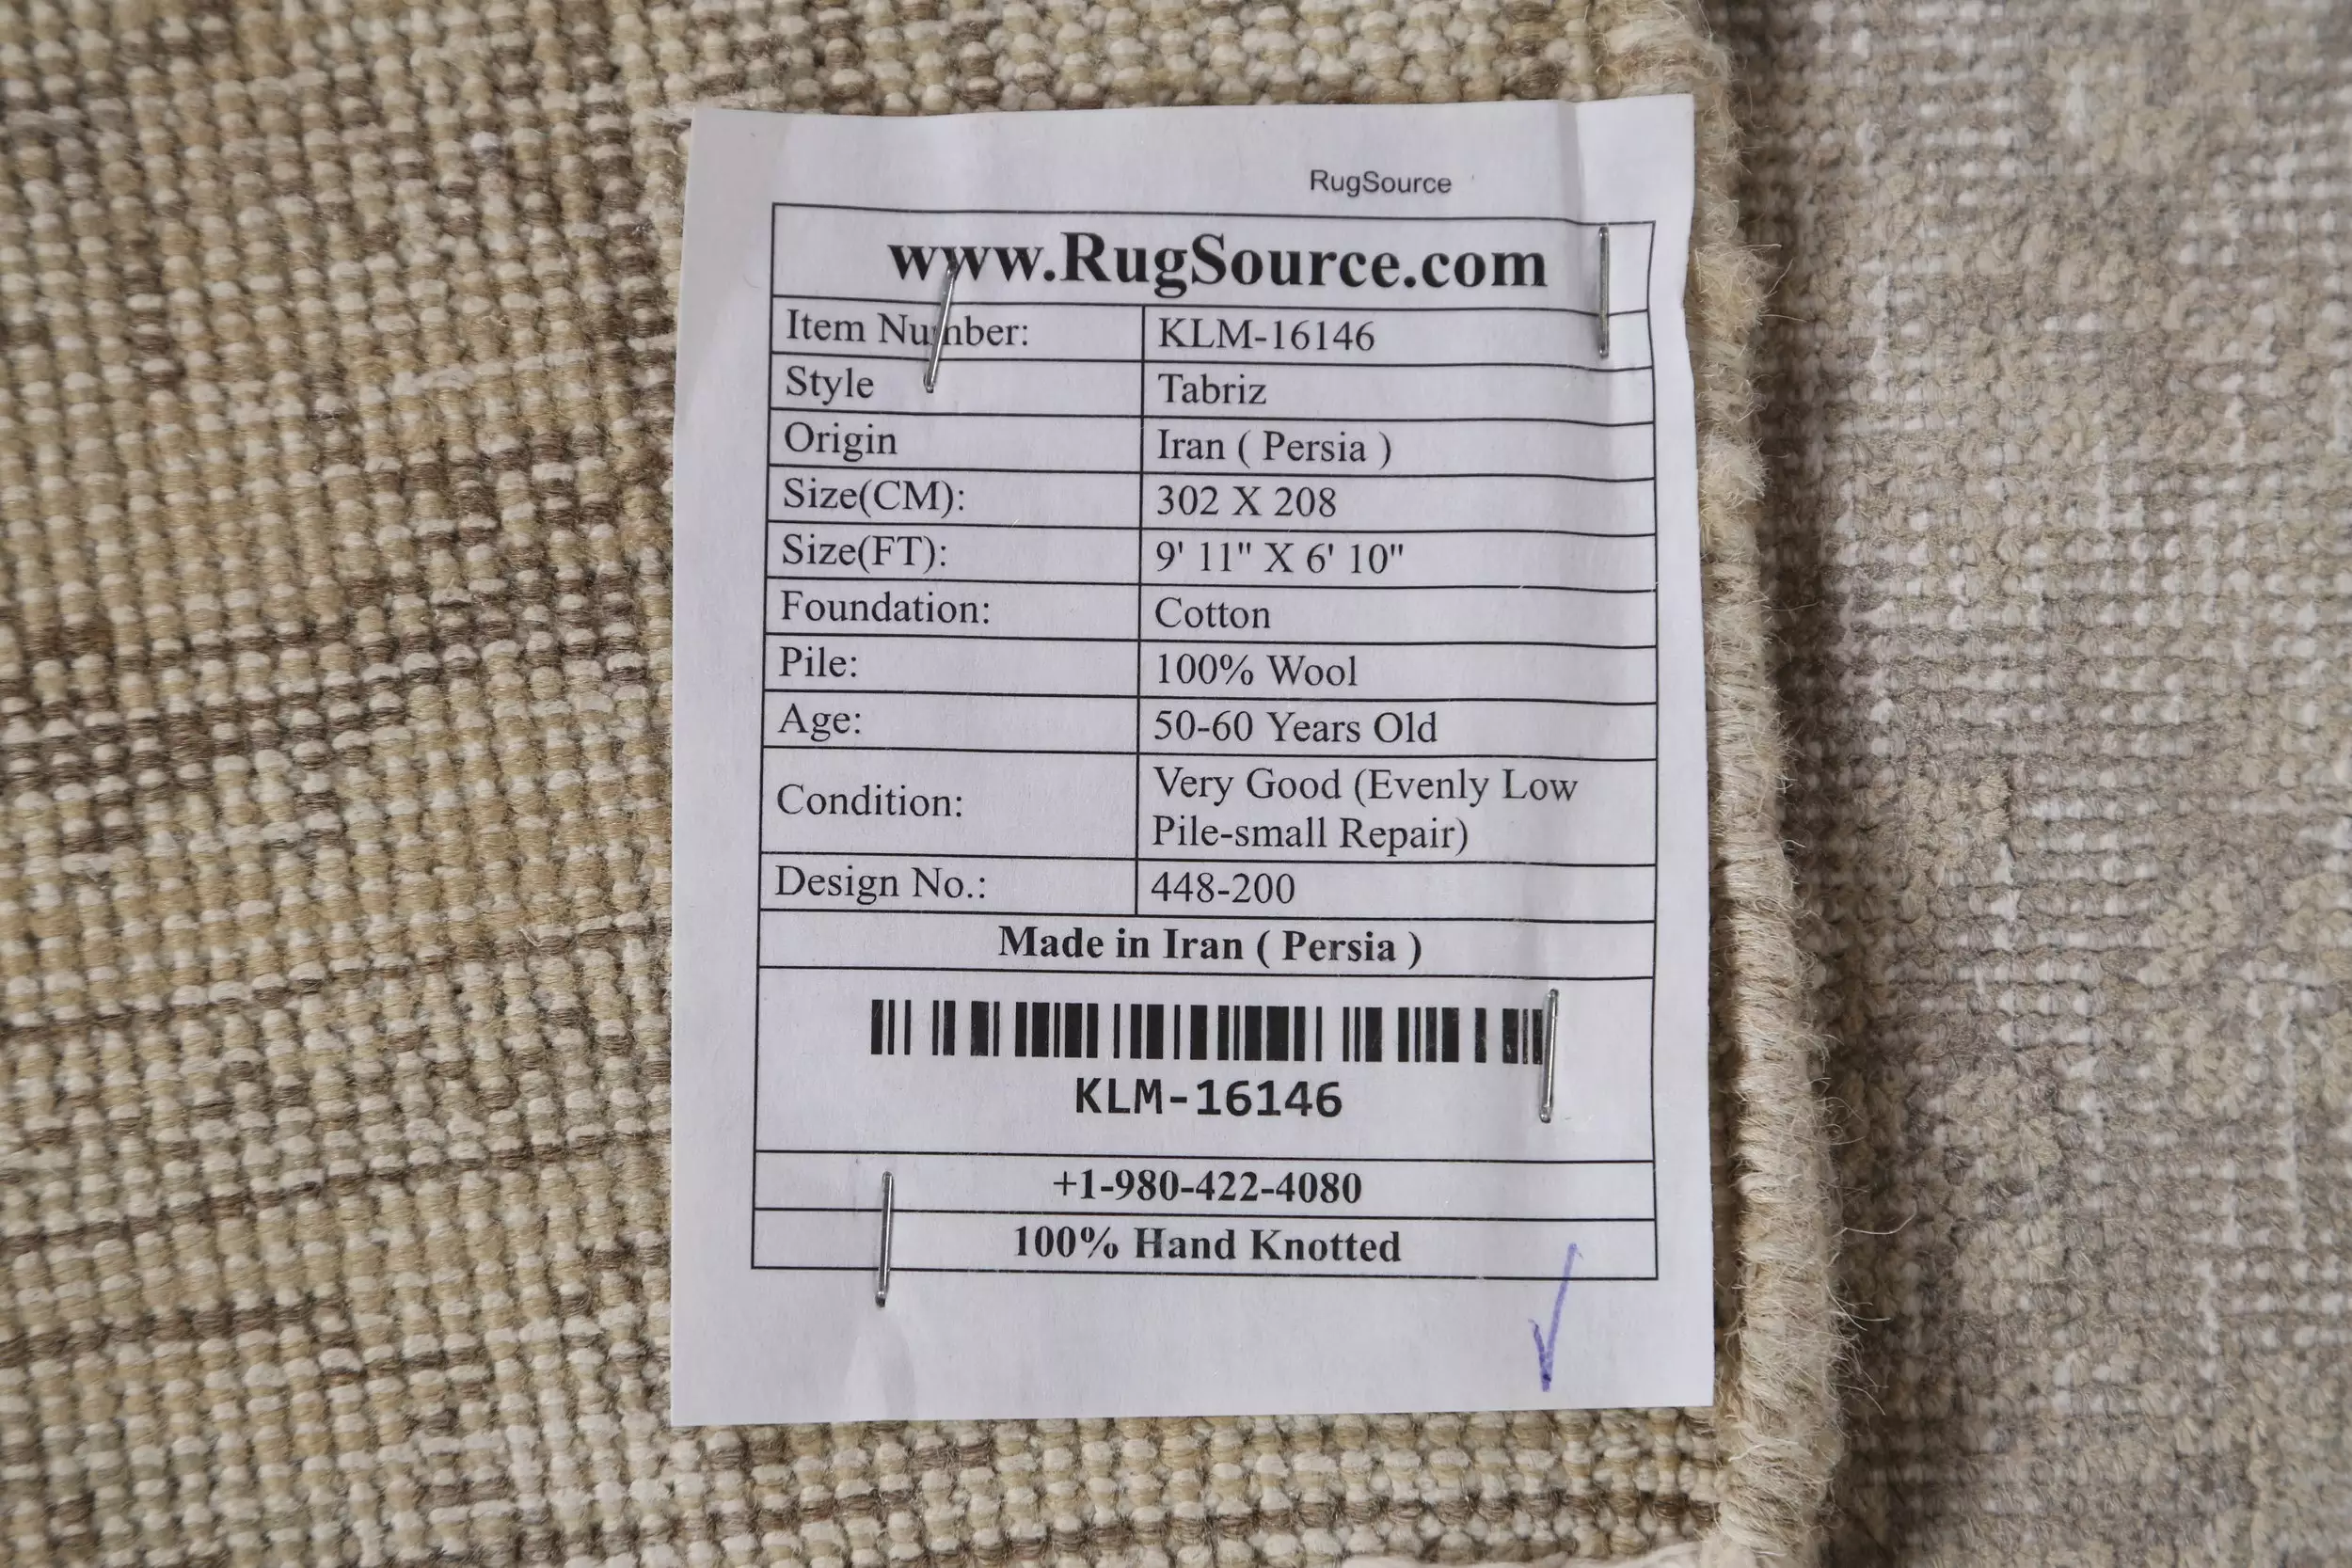 RugSource
www.RugSource.com
Item Number: KLM-16146
Style Tabriz
Origin Iran ( Persia )
Size(CM): 302 X 208
Size(FT): 9' 11" X 6' 10"
Foundation: Cotton
Pile: 100% Wool
Age: 50-60 Years Old
Condition: Very Good (Evenly Low
Pile-small Repair)
Design No.: 448-200
Made in Iran ( Persia )
KLM-16146
+1-980-422-4080
100% Hand Knotted